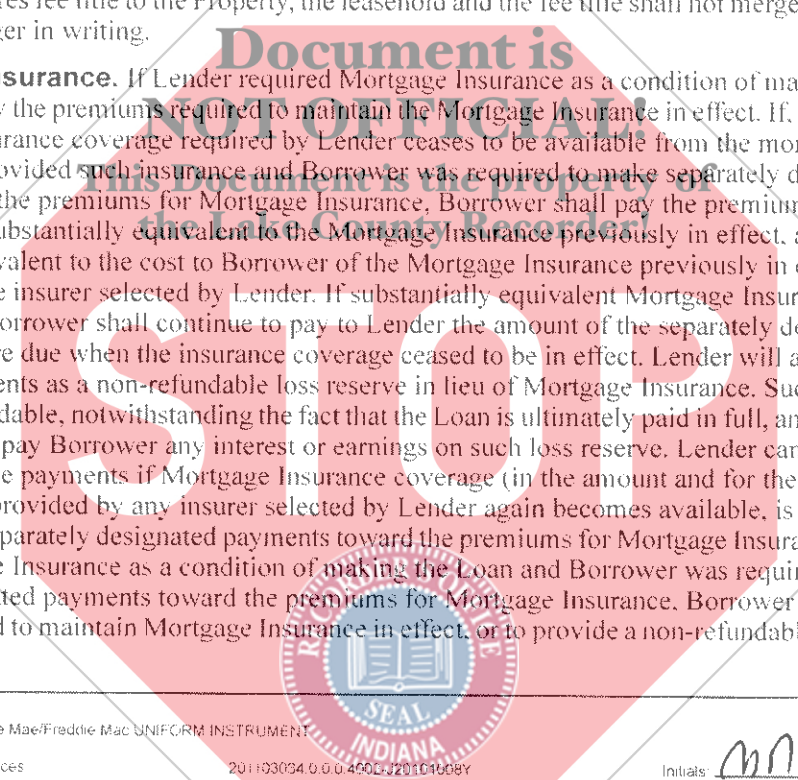 res fee title to the Property, the leasehold and the fee title shall not merge
ger in writing.
Document is
nsurance. If Lender required Mortgage Insurance as a condition of ma
y the premiums required to maintain the Mortgage Insurance in effect. If,
NOT OFFICIAL!
urance coverage required by Lender ceases to be available from the mor
rovided such insurance and Borrower was required to make separately d
This Document is the property of
the premiums for Mortgage Insurance, Borrower shall pay the premium
the Lake County Recorder!
ubstantially equivalent to the Mortgage Insurance previously in effect, a
valent to the cost to Borrower of the Mortgage Insurance previously in e
e insurer selected by Lender. If substantially equivalent Mortgage Insur
orrower shall continue to pay to Lender the amount of the separately de
re due when the insurance coverage ceased to be in effect. Lender will a
ents as a non-refundable loss reserve in lieu of Mortgage Insurance. Suc
STOP
dable, notwithstanding the fact that the Loan is ultimately paid in full, an
pay Borrower any interest or earnings on such loss reserve. Lender can
e payments if Mortgage Insurance coverage (in the amount and for the
provided by any insurer selected by Lender again becomes available, is
parately designated payments toward the premiums for Mortgage Insura
e Insurance as a condition of making the Loan and Borrower was requir
ted payments toward the premiums for Mortgage Insurance, Borrower
d to maintain Mortgage Insurance in effect, or to provide a non-refundabl
SEAL
INDIANA
e Mae/Freddie Mac UNIFORM INSTRUMENT
ces
Initials: